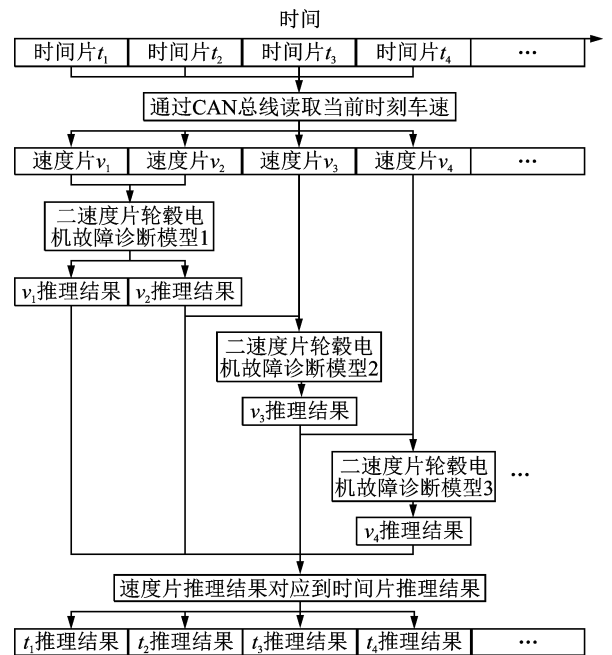 时间
时间片t₁ 时间片t₂ 时间片t₃ 时间片t₄ ···
通过CAN总线读取当前时刻车速
速度片v₁ 速度片v₂ 速度片v₃ 速度片v₄ ···
二速度片轮毂电
机故障诊断模型1
v₁推理结果 v₂推理结果
二速度片轮毂电
机故障诊断模型2
v₃推理结果
二速度片轮毂电
机故障诊断模型3
···
v₄推理结果
速度片推理结果对应到时间片推理结果
t₁推理结果 t₂推理结果 t₃推理结果 t₄推理结果 ···